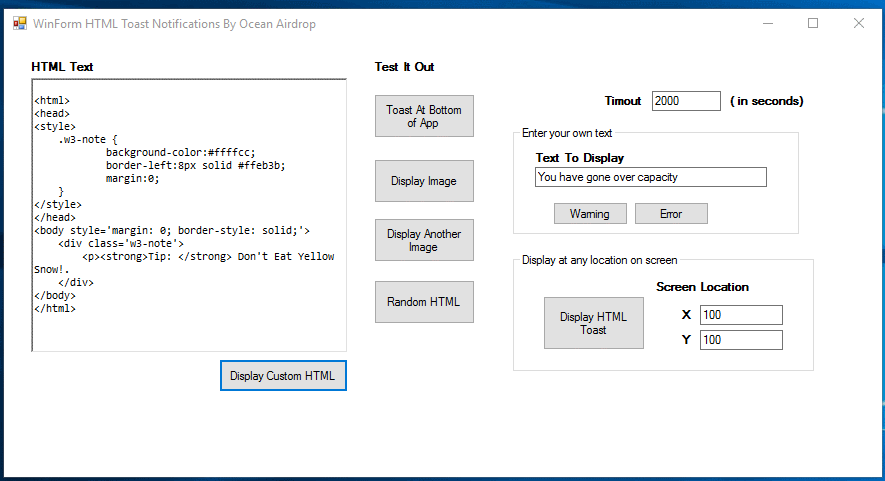 WinForm HTML Toast Notifications By Ocean Airdrop
HTML Text
<html>
<head>
<style>
.w3-note {
background-color:#ffffcc;
border-left:8px solid #ffeb3b;
margin:0;
}
</style>
</head>
<body style='margin: 0; border-style: solid;'>
<div class='w3-note'>
<p><strong>Tip: </strong> Don't Eat Yellow
Snow!.
</div>
</body>
</html>
Display Custom HTML
Test It Out
Toast At Bottom
of App
Display Image
Display Another
Image
Random HTML
Timout 2000 ( in seconds)
Enter your own text
Text To Display
You have gone over capacity
Warning Error
Display at any location on screen
Screen Location
Display HTML
Toast
X 100
Y 100